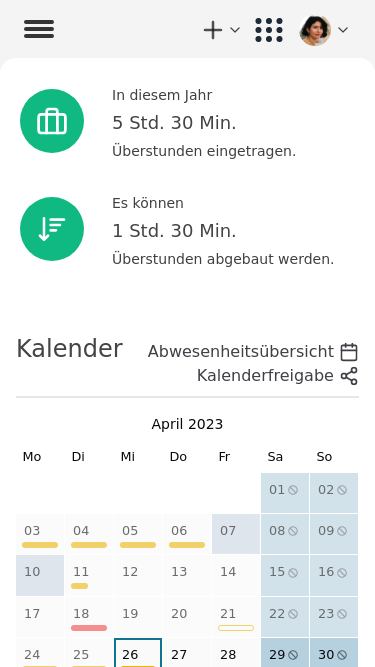 In diesem Jahr
5 Std. 30 Min.
Überstunden eingetragen.
Es können
1 Std. 30 Min.
Überstunden abgebaut werden.
Kalender
Abwesenheitsübersicht
Kalenderfreigabe
April 2023
Mo Di Mi Do Fr Sa So
01 02
03 04 05 06 07 08 09
10 11 12 13 14 15 16
17 18 19 20 21 22 23
24 25 26 27 28 29 30